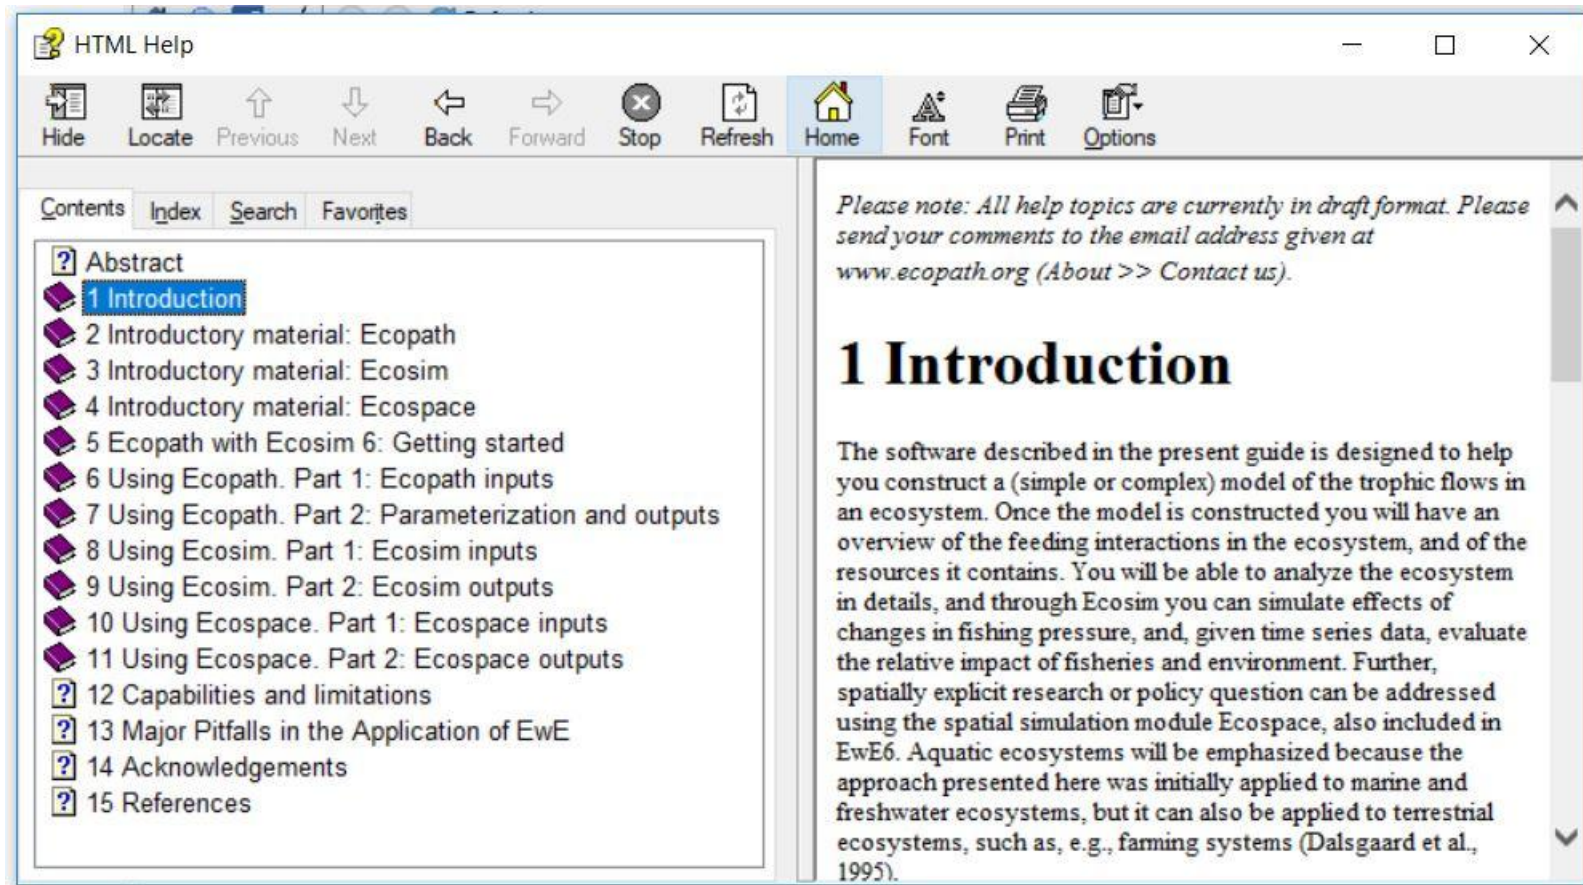 HTML Help
Hide Locate Previous Next Back Forward Stop Refresh Home Font Print Options
Contents Index Search Favorites
Abstract
1 Introduction
2 Introductory material: Ecopath
3 Introductory material: Ecosim
4 Introductory material: Ecospace
5 Ecopath with Ecosim 6: Getting started
6 Using Ecopath. Part 1: Ecopath inputs
7 Using Ecopath. Part 2: Parameterization and outputs
8 Using Ecosim. Part 1: Ecosim inputs
9 Using Ecosim. Part 2: Ecosim outputs
10 Using Ecospace. Part 1: Ecospace inputs
11 Using Ecospace. Part 2: Ecospace outputs
12 Capabilities and limitations
13 Major Pitfalls in the Application of EwE
14 Acknowledgements
15 References
Please note: All help topics are currently in draft format. Please
send your comments to the email address given at
www.ecopath.org (About >> Contact us).
1 Introduction
The software described in the present guide is designed to help
you construct a (simple or complex) model of the trophic flows in
an ecosystem. Once the model is constructed you will have an
overview of the feeding interactions in the ecosystem, and of the
resources it contains. You will be able to analyze the ecosystem
in details, and through Ecosim you can simulate effects of
changes in fishing pressure, and, given time series data, evaluate
the relative impact of fisheries and environment. Further,
spatially explicit research or policy question can be addressed
using the spatial simulation module Ecospace, also included in
EwE6. Aquatic ecosystems will be emphasized because the
approach presented here was initially applied to marine and
freshwater ecosystems, but it can also be applied to terrestrial
ecosystems, such as, e.g., farming systems (Dalsgaard et al.,
1995).